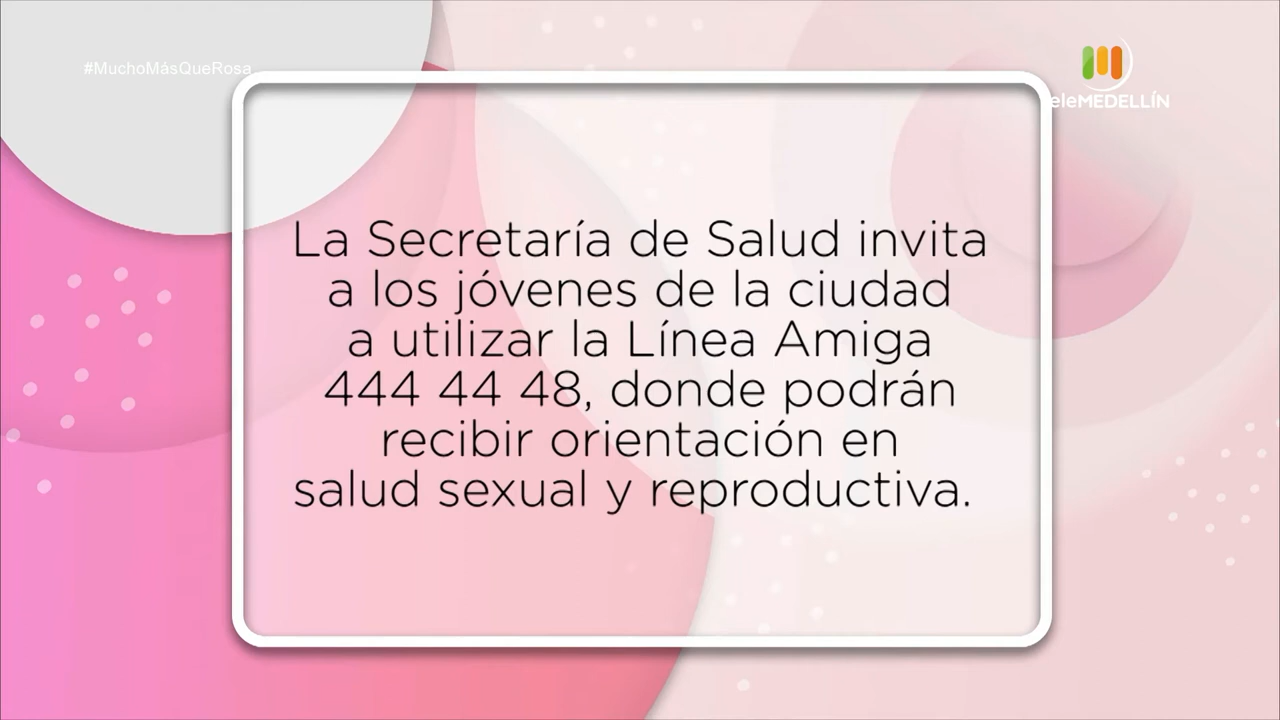 #MuchoMásQueRosa
eleMEDELLÍN
La Secretaría de Salud invita
a los jóvenes de la ciudad
a utilizar la Línea Amiga
444 44 48, donde podrán
recibir orientación en
salud sexual y reproductiva.